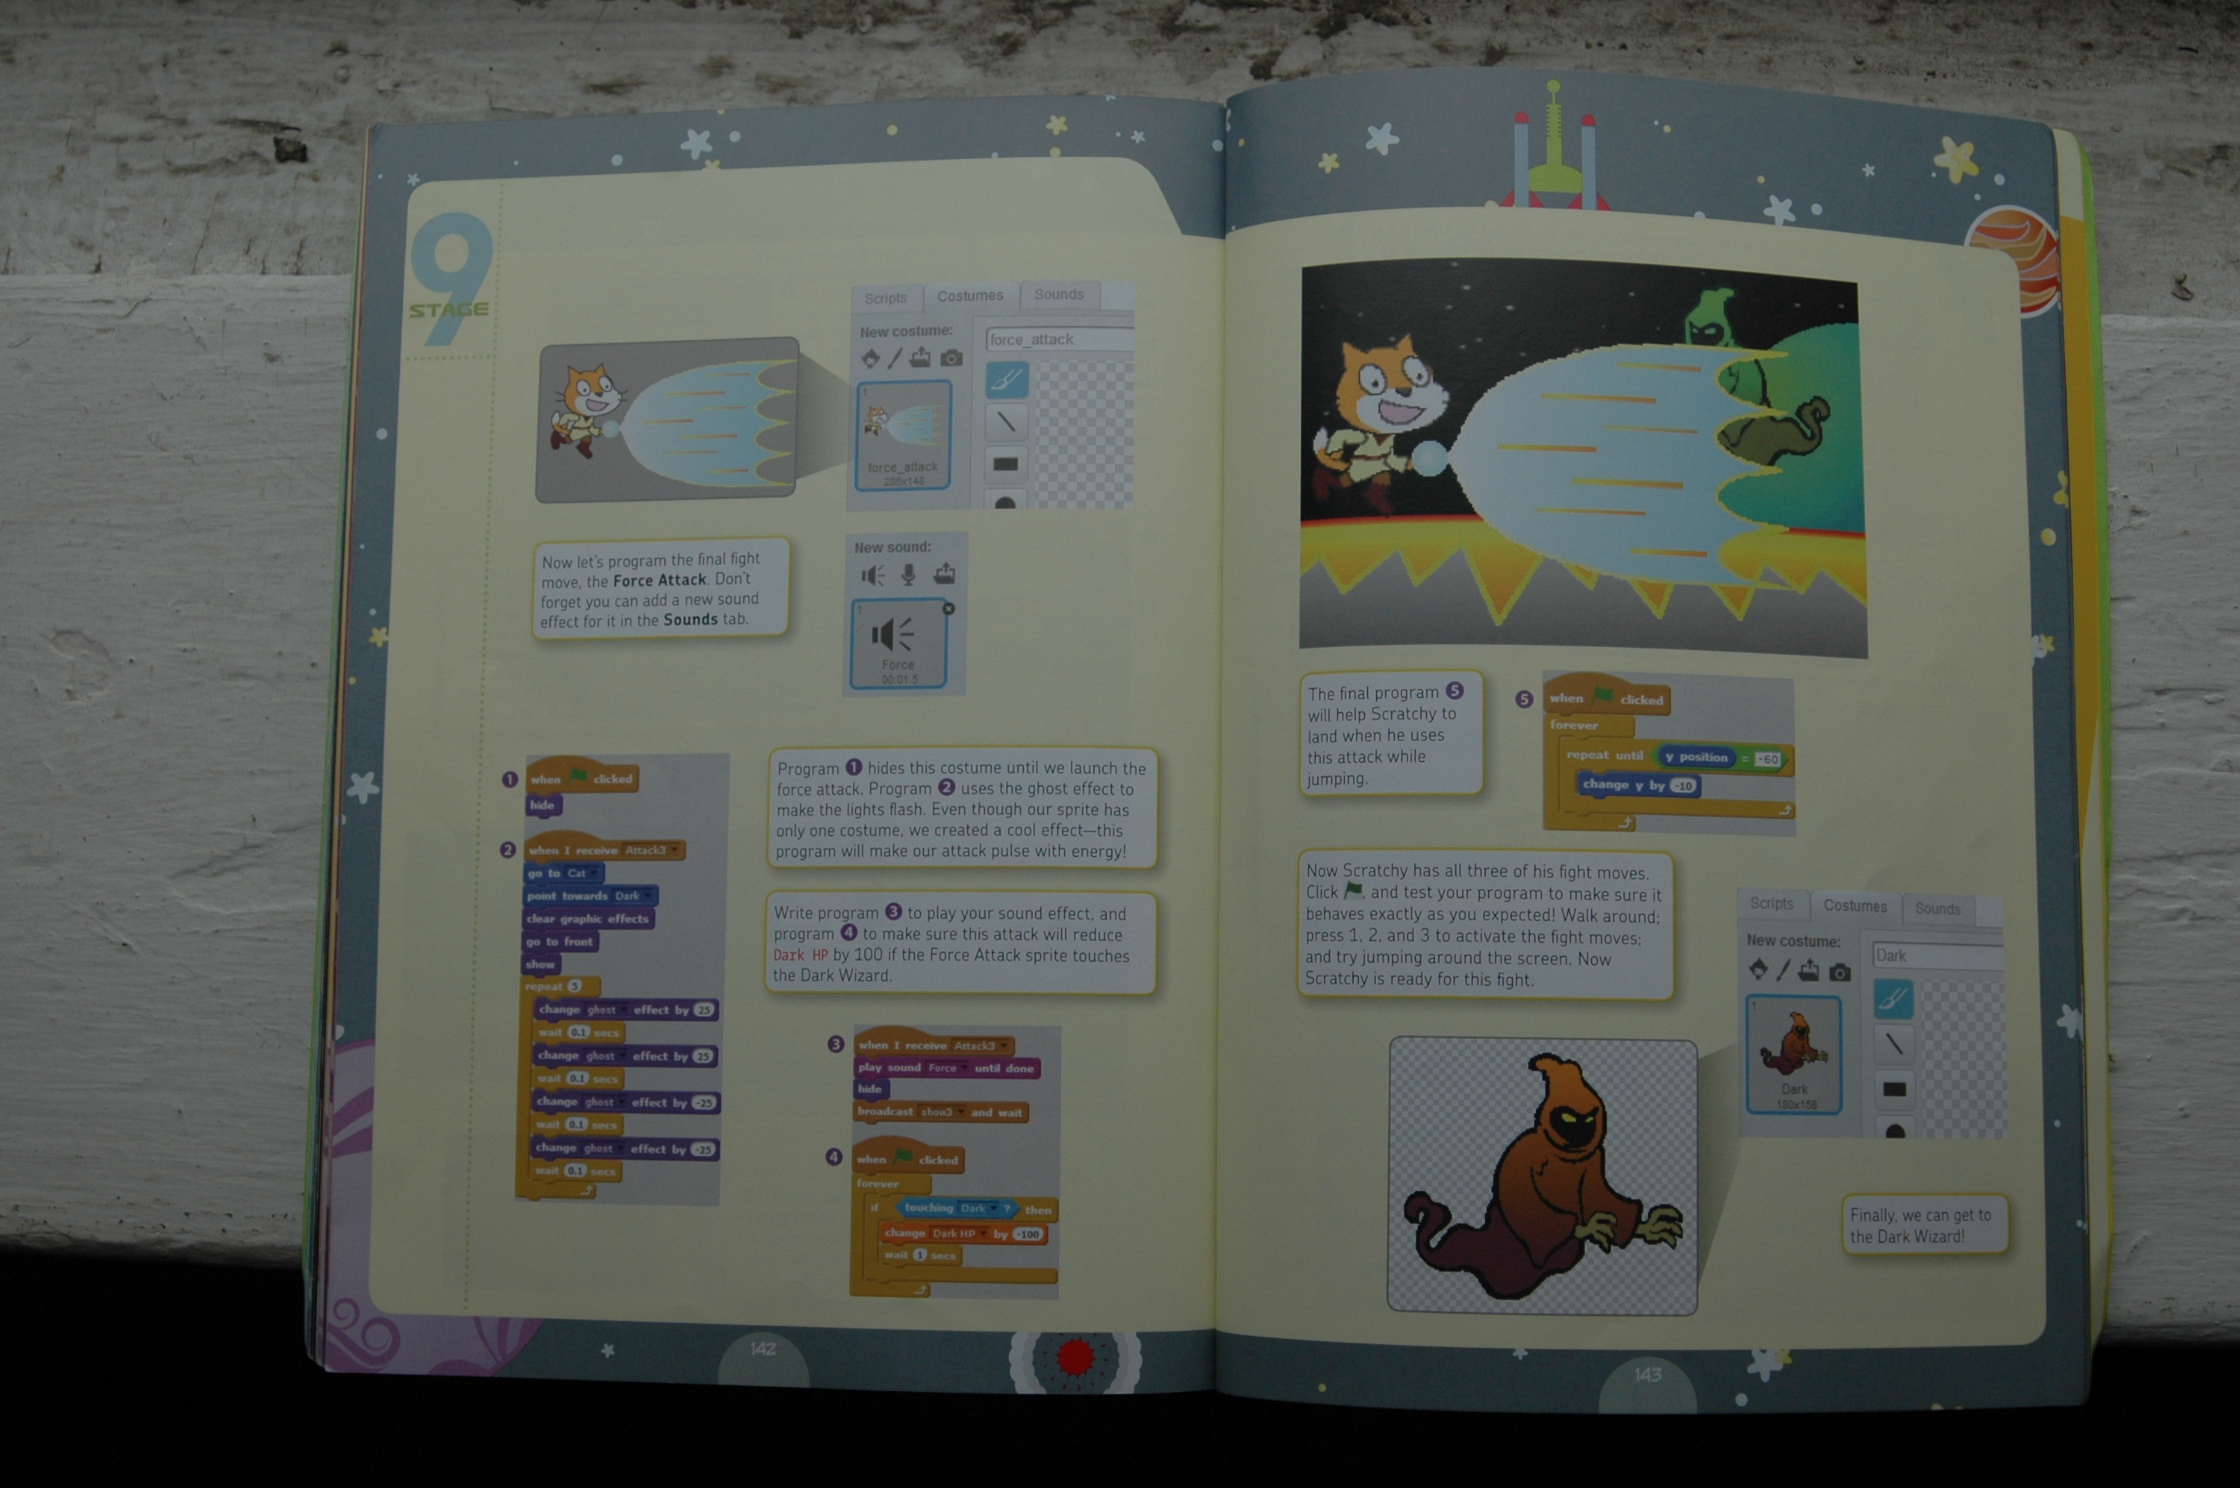 9
STAGE
Scripts
Costumes
Sounds
New costume:
force_attack
1
force_attack
Now let's program the final fight
move, the Force Attack. Don't
forget you can add a new sound
effect for it in the Sounds tab.
New sound:
1
Force
00:01.5
1
when clicked
hide
2
when I receive Attack3
go to Cat
point towards Dark
clear graphic effects
go to front
show
repeat 5
change ghost effect by 25
wait 0.1 secs
change ghost effect by 25
wait 0.1 secs
change ghost effect by -25
wait 0.1 secs
change ghost effect by -25
wait 0.1 secs
Program 1 hides this costume until we launch the
force attack. Program 2 uses the ghost effect to
make the lights flash. Even though our sprite has
only one costume, we created a cool effect—this
program will make our attack pulse with energy!
Write program 3 to play your sound effect, and
program 4 to make sure this attack will reduce
Dark HP by 100 if the Force Attack sprite touches
the Dark Wizard.
3
when I receive Attack3
play sound Force until done
hide
broadcast show3 and wait
4
when clicked
forever
if touching Dark ? then
change Dark HP by -100
wait 1 secs
142
The final program 5
will help Scratchy to
land when he uses
this attack while
jumping.
5
when clicked
forever
repeat until y position = -60
change y by -10
Now Scratchy has all three of his fight moves.
Click , and test your program to make sure it
behaves exactly as you expected! Walk around;
press 1, 2, and 3 to activate the fight moves;
and try jumping around the screen. Now
Scratchy is ready for this fight.
Scripts
Costumes
Sounds
New costume:
Dark
1
Dark
Finally, we can get to
the Dark Wizard!
143